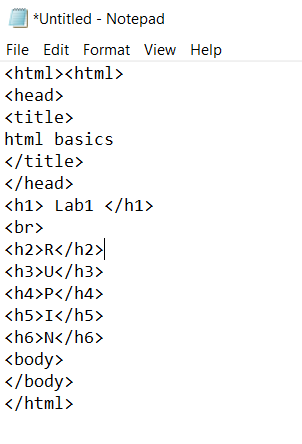 *Untitled - Notepad
File Edit Format View Help
<html><html>
<head>
<title>
html basics
</title>
</head>
<h1> Lab1 </h1>
<br>
<h2>R</h2>
<h3>U</h3>
<h4>P</h4>
<h5>I</h5>
<h6>N</h6>
<body>
</body>
</html>